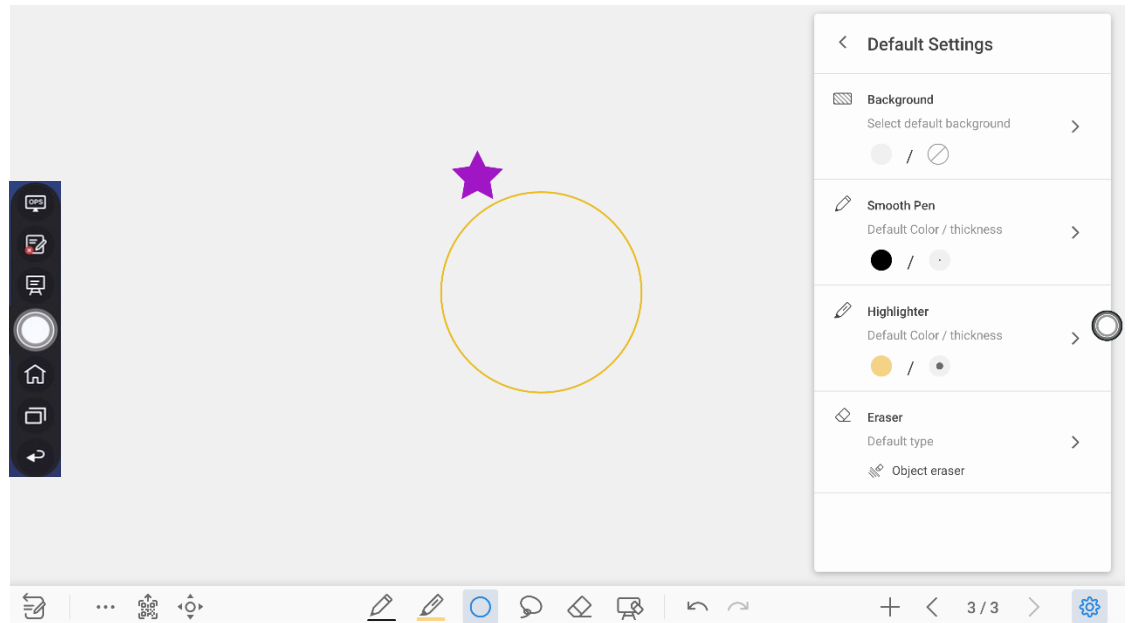 Default Settings
Background
Select default background
/
OPS
Smooth Pen
Default Color / thickness
/
Highlighter
Default Color / thickness
/
Eraser
Default type
Object eraser
3 / 3